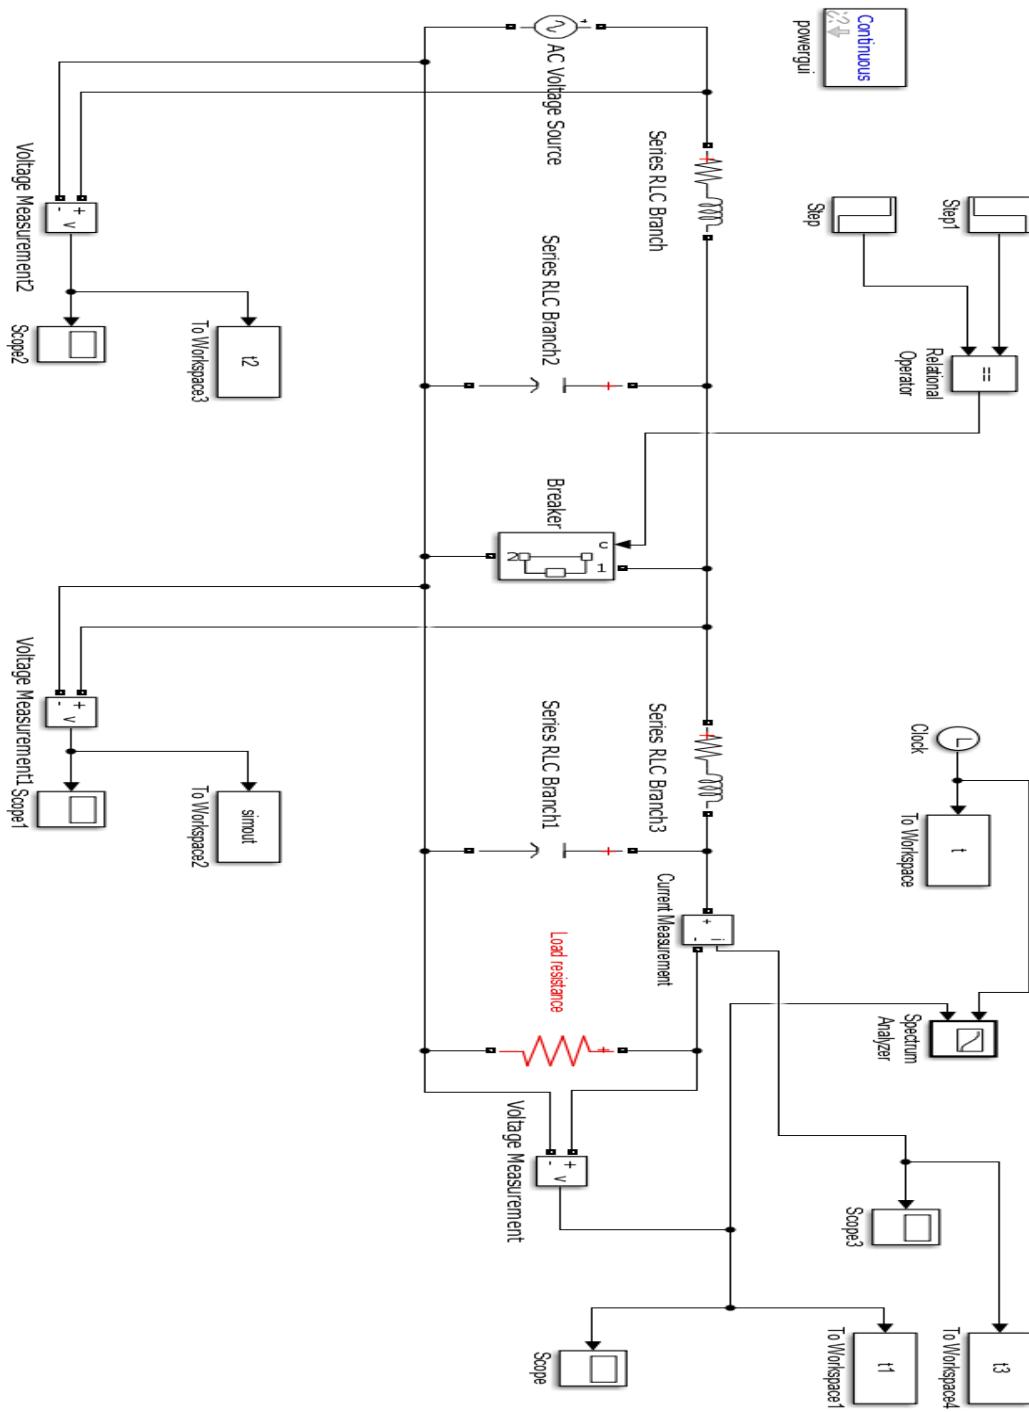 Continuous
powergui
AC Voltage Source
+
Series RLC Branch
Step
Step1
Voltage Measurement2
+
-
v
Scope2
t2
To Workspace3
Series RLC Branch2
+
==
Relational
Operator
Breaker
c
1
2
Voltage Measurement1
+
-
v
Scope1
simout
To Workspace2
Series RLC Branch1
+
Series RLC Branch3
Clock
t
To Workspace
Current Measurement
+
-
i
Load resistance
+
Spectrum
Analyzer
Voltage Measurement
+
-
v
Scope3
Scope
t1
To Workspace1
t3
To Workspace4